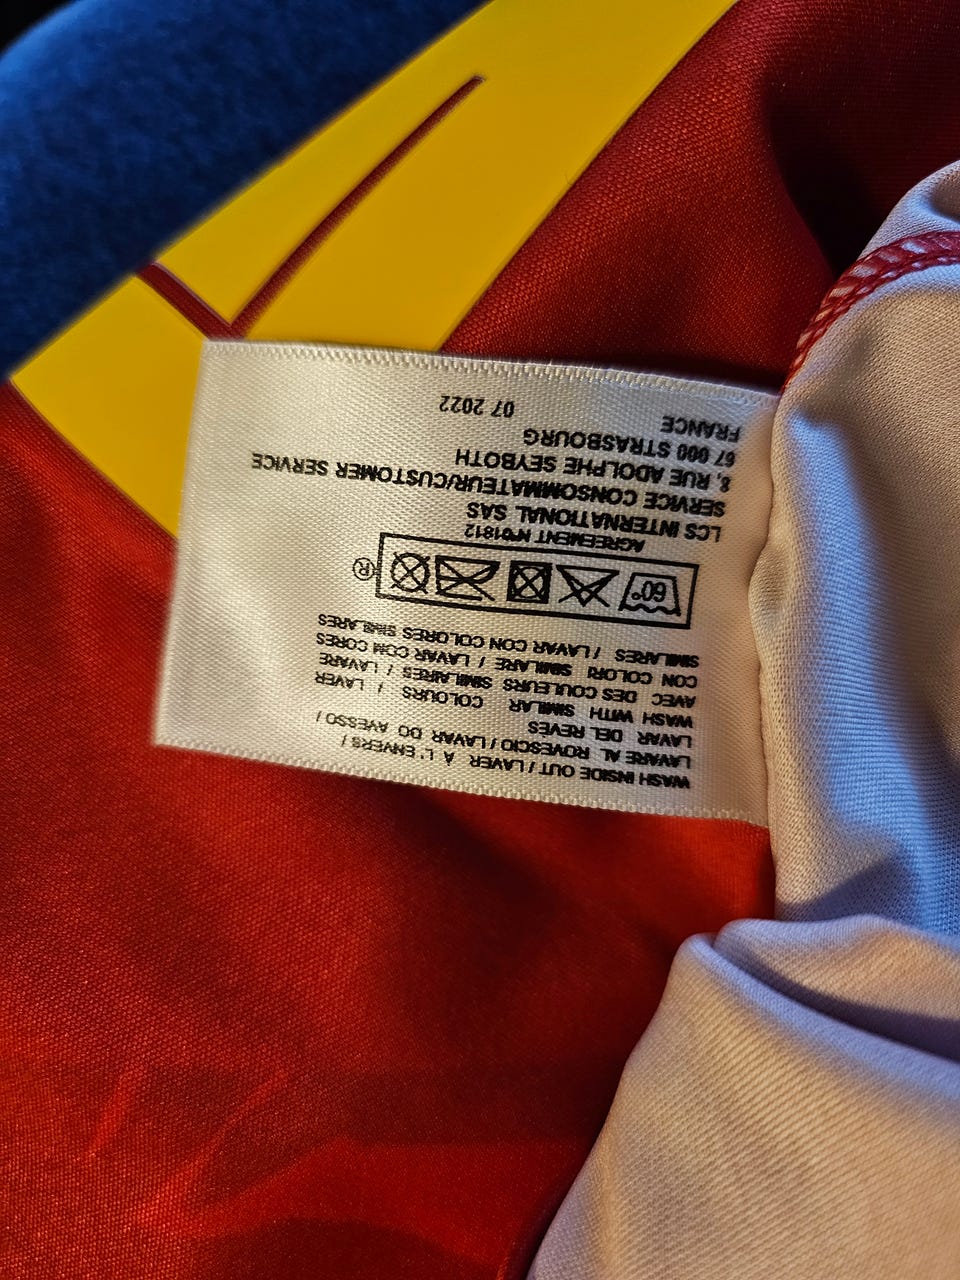 WASH INSIDE OUT / LAVER À L'ENVERS /
LAVARE AL ROVESCIO / LAVAR DO AVESSO /
LAVAR DEL REVES
WASH WITH SIMILAR COLOURS / LAVER
AVEC DES COULEURS SIMILAIRES / LAVARE
CON COLORI SIMILARE / LAVAR COM CORES
SIMILARES / LAVAR CON COLORES SIMILARES
60°
®
AGREEMENT N°01812
LCS INTERNATIONAL SAS
SERVICE CONSOMMATEUR/CUSTOMER SERVICE
8, RUE ADOLPHE SEYBOTH
67 000 STRASBOURG
FRANCE
07 2022